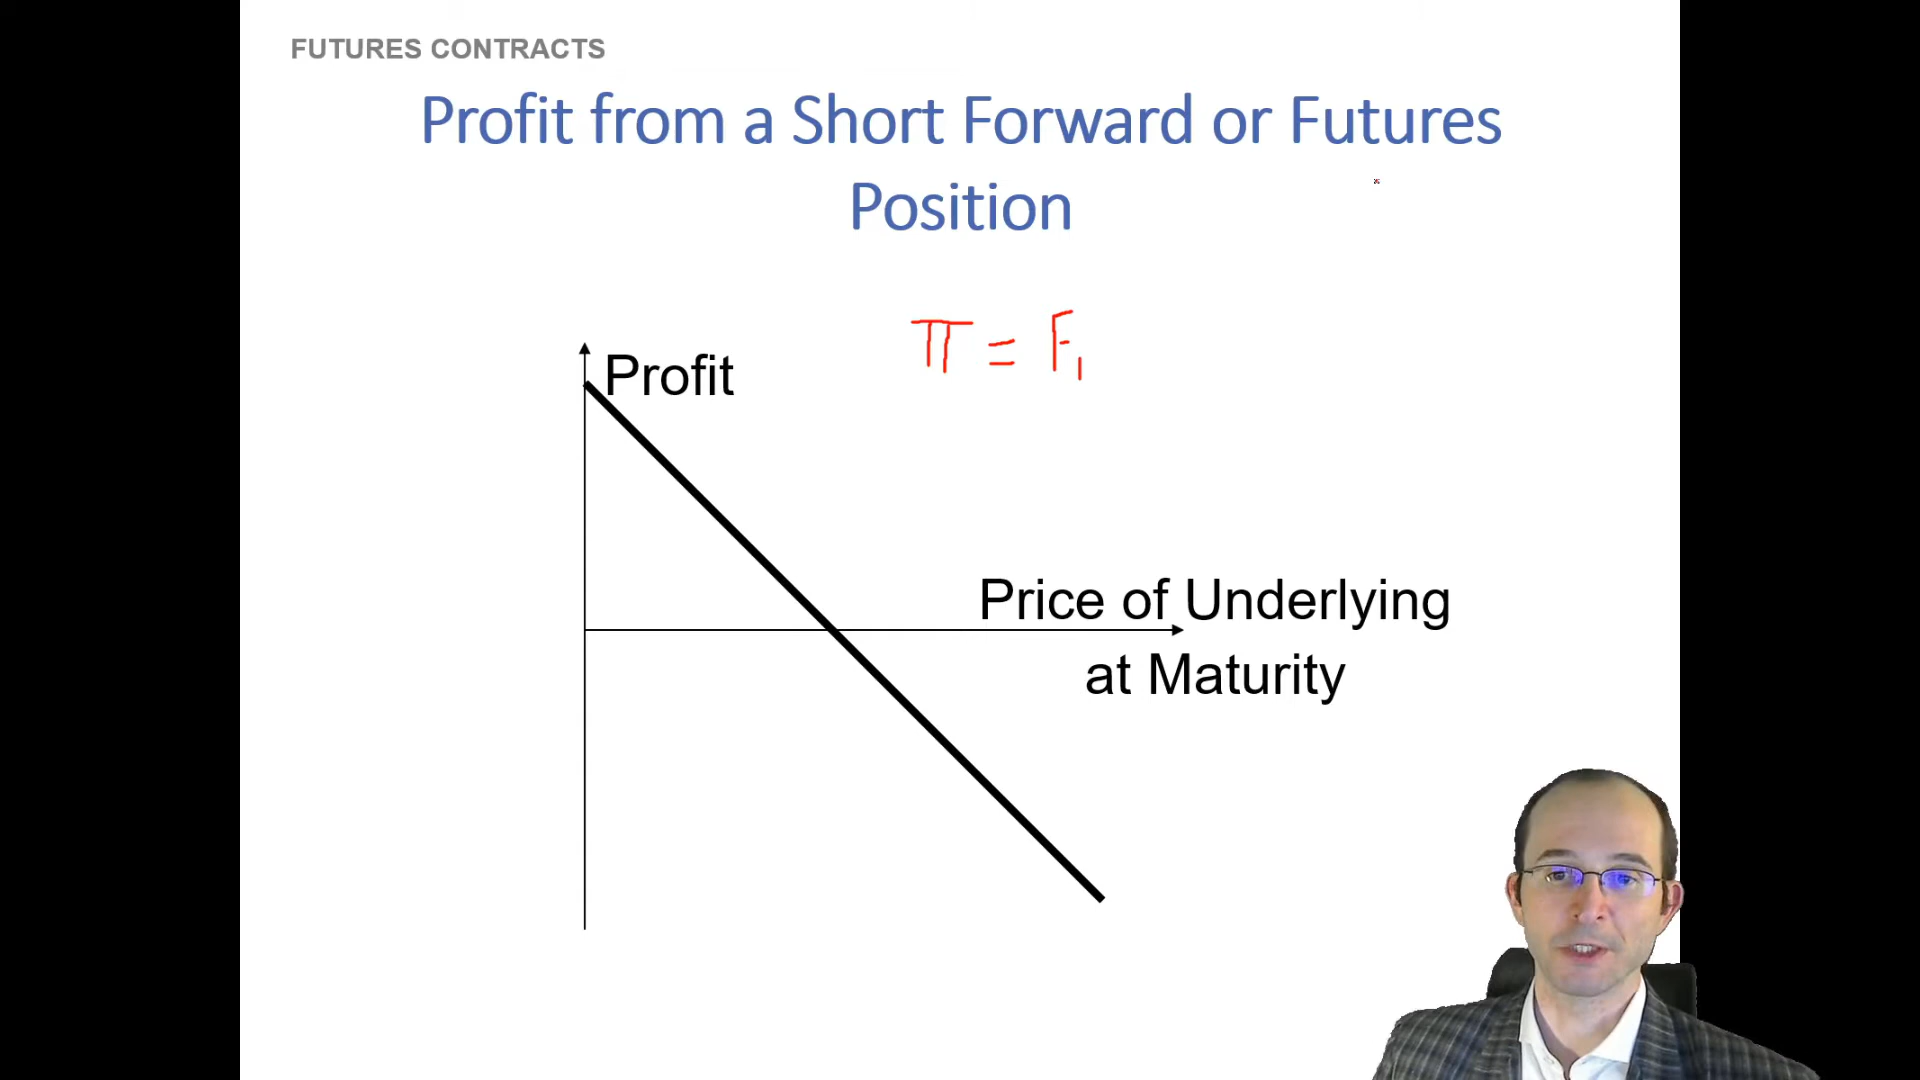 FUTURES CONTRACTS
Profit from a Short Forward or Futures
Position
π = F₁
Profit
Price of Underlying
at Maturity